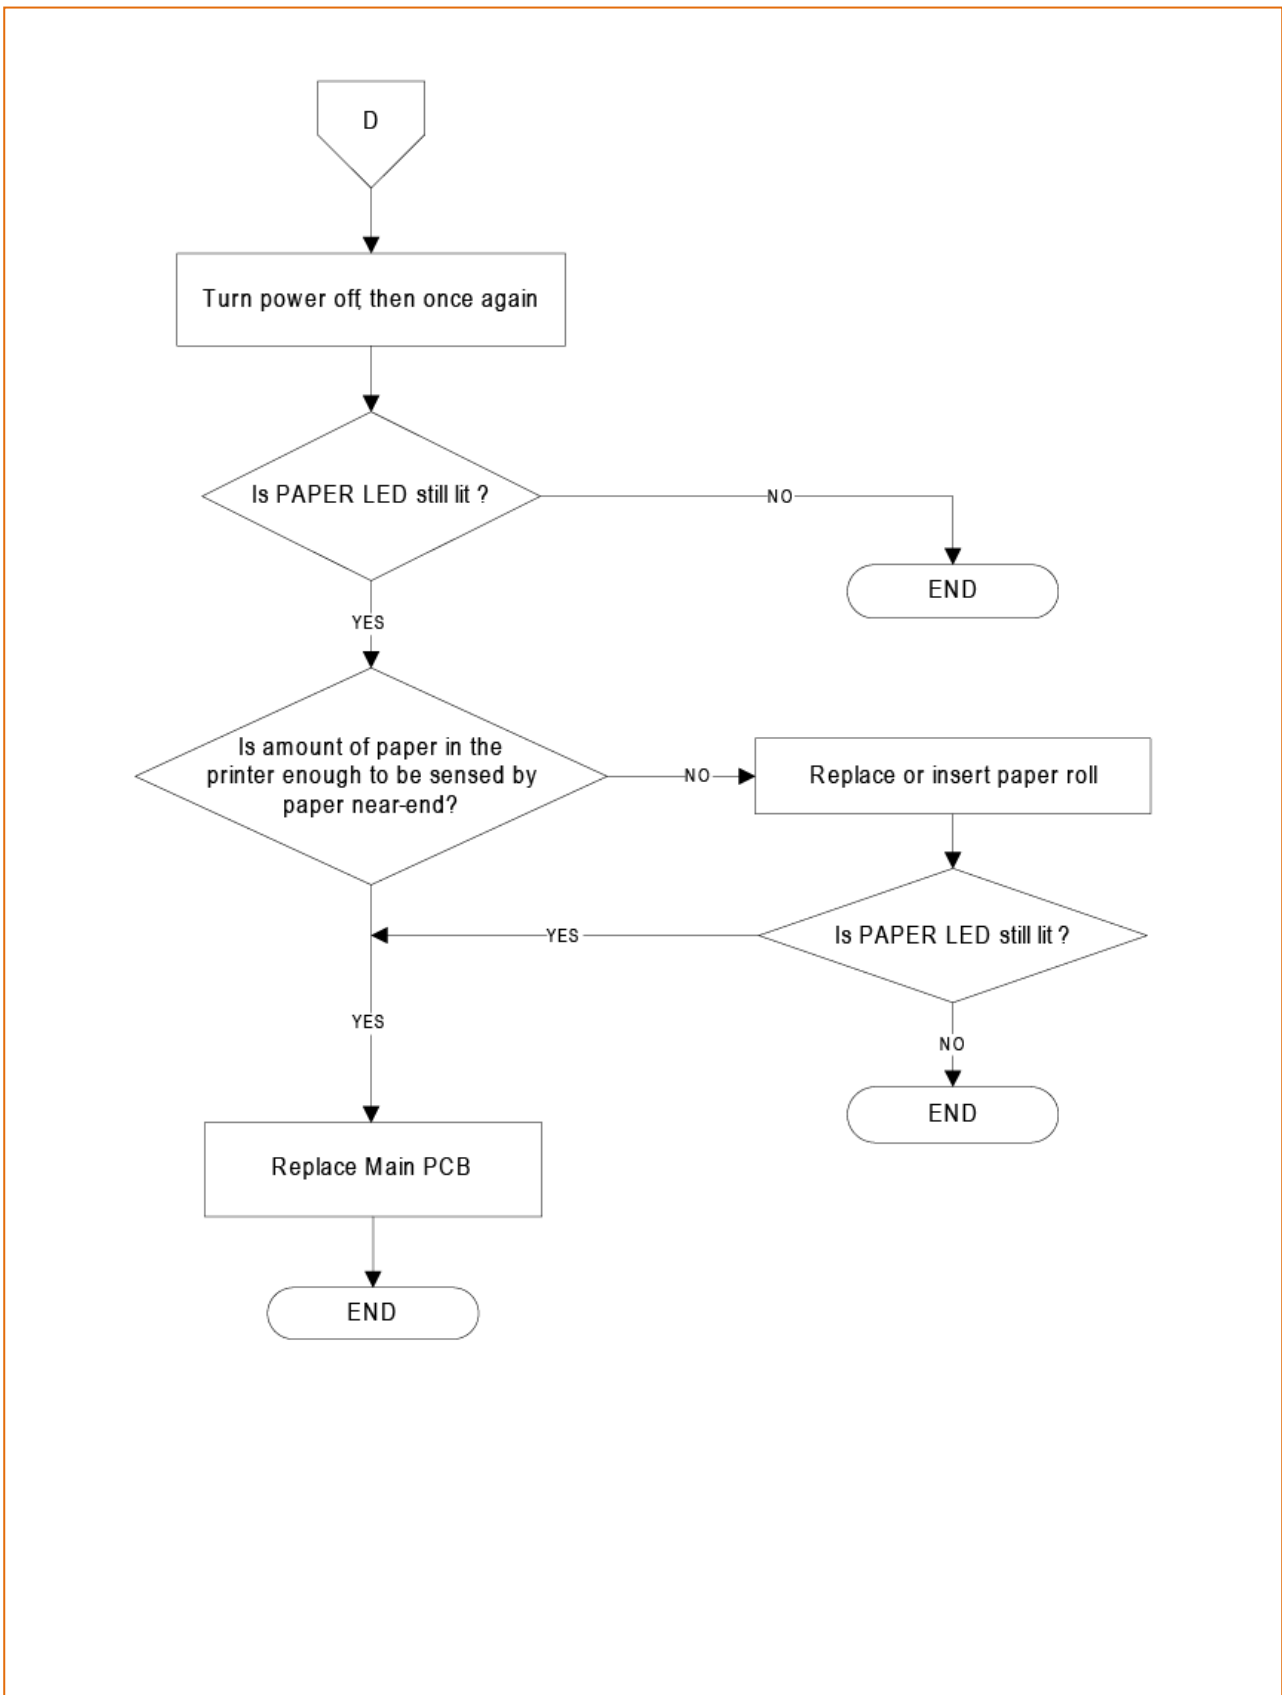 D
Turn power off, then once again
Is PAPER LED still lit ?
NO
END
YES
Is amount of paper in the
printer enough to be sensed by
paper near-end?
NO
Replace or insert paper roll
Is PAPER LED still lit ?
YES
YES
NO
END
Replace Main PCB
END